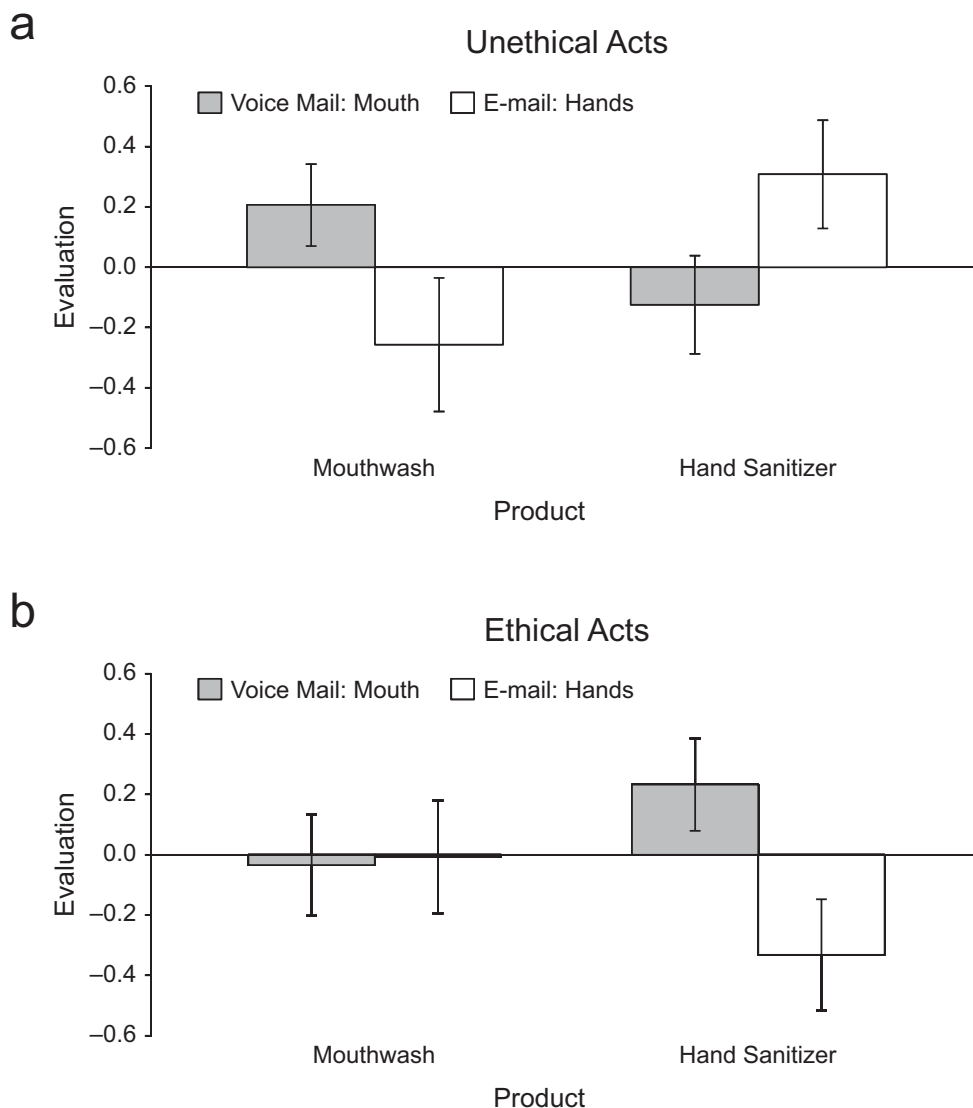 a
Unethical Acts
Voice Mail: Mouth E-mail: Hands
Evaluation
0.6
0.4
0.2
0.0
–0.2
–0.4
–0.6
Mouthwash Hand Sanitizer
Product
b
Ethical Acts
Voice Mail: Mouth E-mail: Hands
Evaluation
0.6
0.4
0.2
0.0
–0.2
–0.4
–0.6
Mouthwash Hand Sanitizer
Product